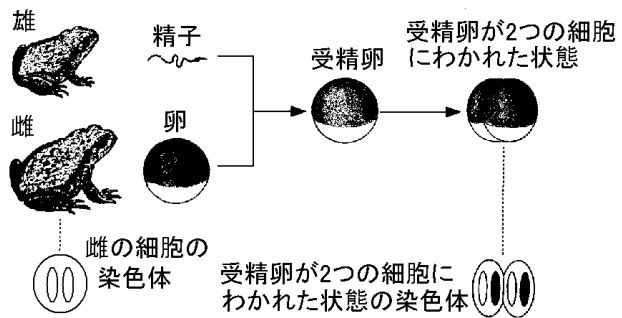 雄
精子
受精卵
受精卵が2つの細胞
にわかれた状態
雌
卵
雌の細胞の
染色体
受精卵が2つの細胞に
わかれた状態の染色体